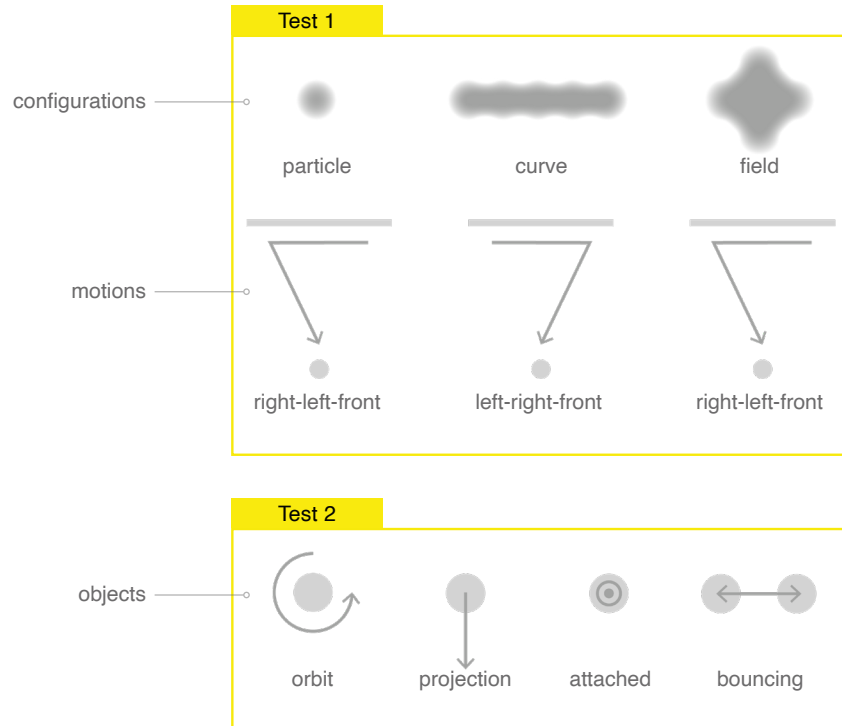 Test 1
configurations
particle curve field
motions
right-left-front left-right-front right-left-front
Test 2
objects
orbit projection attached bouncing